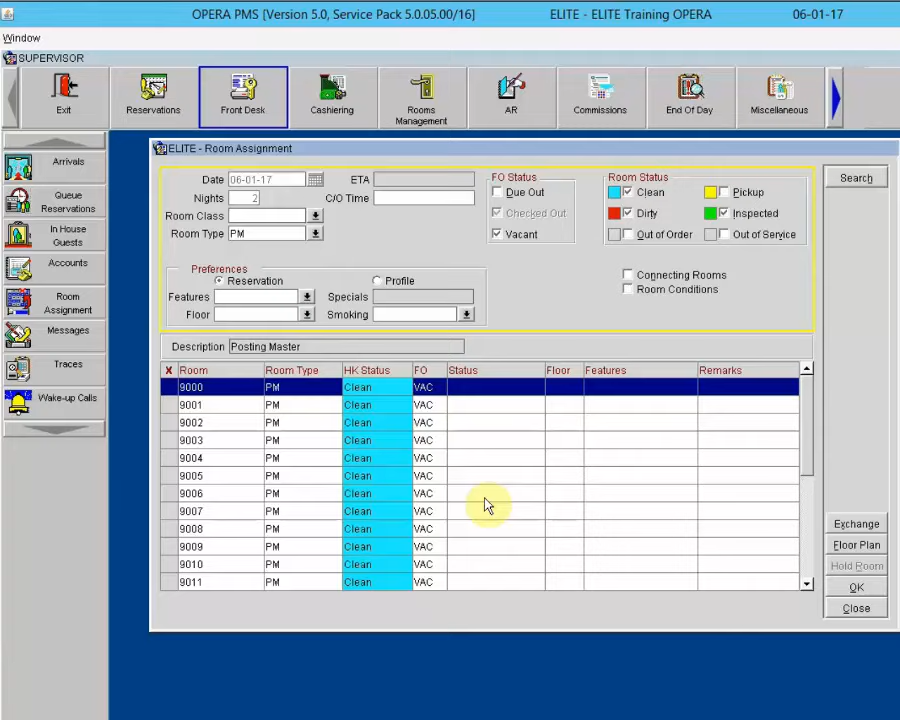 OPERA PMS [Version 5.0, Service Pack 5.0.05.00/16] ELITE - ELITE Training OPERA 06-01-17
Window
SUPERVISOR
Exit Reservations Front Desk Cashiering Rooms Management AR Commissions End Of Day Miscellaneous
Arrivals
Queue Reservations
In House Guests
Accounts
Room Assignment
Messages
Traces
Wake-up Calls
ELITE - Room Assignment
Date 06-01-17 ETA
Nights 2 C/O Time
Room Class
Room Type PM
FO Status
Due Out
Checked Out
Vacant
Room Status
Clean Pickup
Dirty Inspected
Out of Order Out of Service
Connecting Rooms
Room Conditions
Preferences
Reservation Profile
Features Specials
Floor Smoking
Description Posting Master
X Room Room Type HK Status FO Status Floor Features Remarks
9000 PM Clean VAC
9001 PM Clean VAC
9002 PM Clean VAC
9003 PM Clean VAC
9004 PM Clean VAC
9005 PM Clean VAC
9006 PM Clean VAC
9007 PM Clean VAC
9008 PM Clean VAC
9009 PM Clean VAC
9010 PM Clean VAC
9011 PM Clean VAC
Search
Exchange
Floor Plan
Hold Room
OK
Close